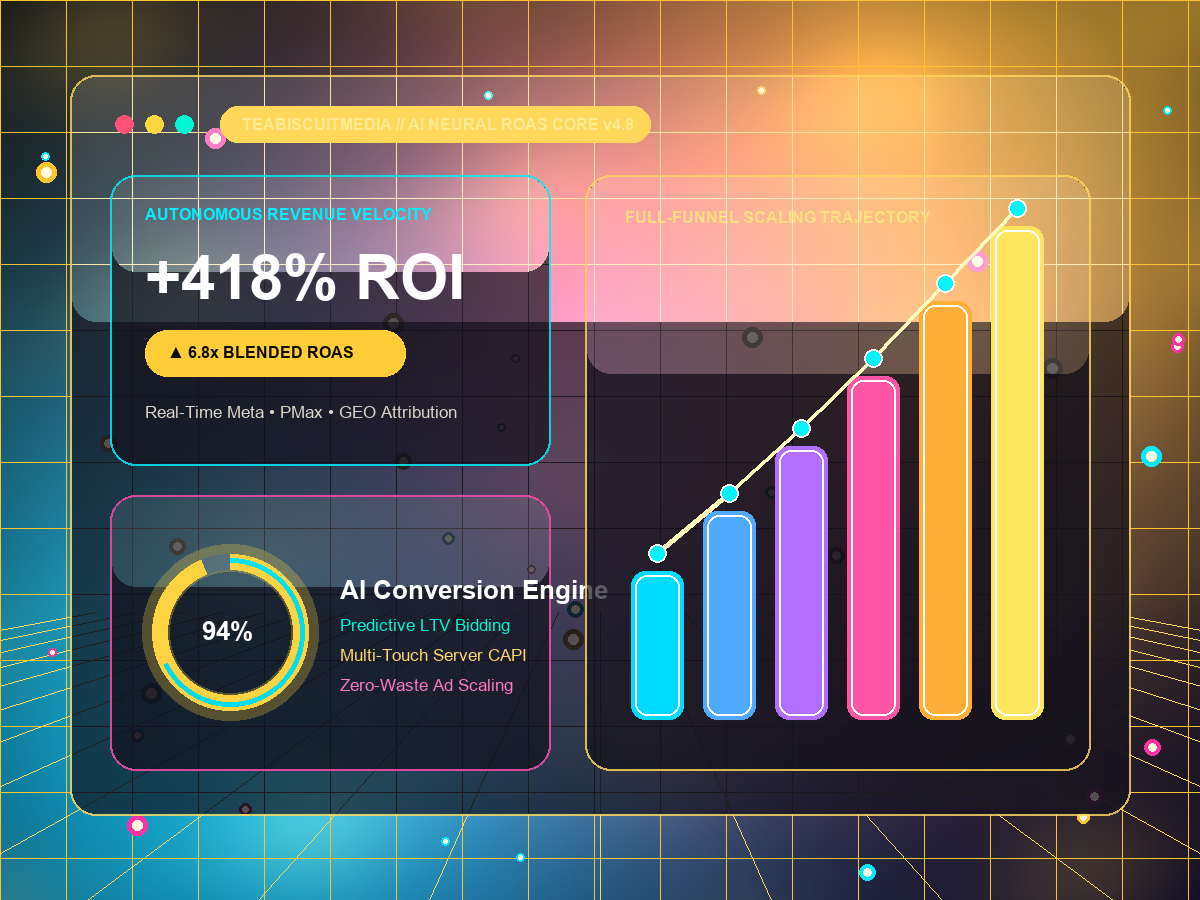 TEABISCUITMEDIA // AI NEURAL ROAS CORE v4.8
AUTONOMOUS REVENUE VELOCITY
+418% ROI
▲ 6.8x BLENDED ROAS
Real-Time Meta • PMax • GEO Attribution
FULL-FUNNEL SCALING TRAJECTORY
94%
AI Conversion Engine
Predictive LTV Bidding
Multi-Touch Server CAPI
Zero-Waste Ad Scaling